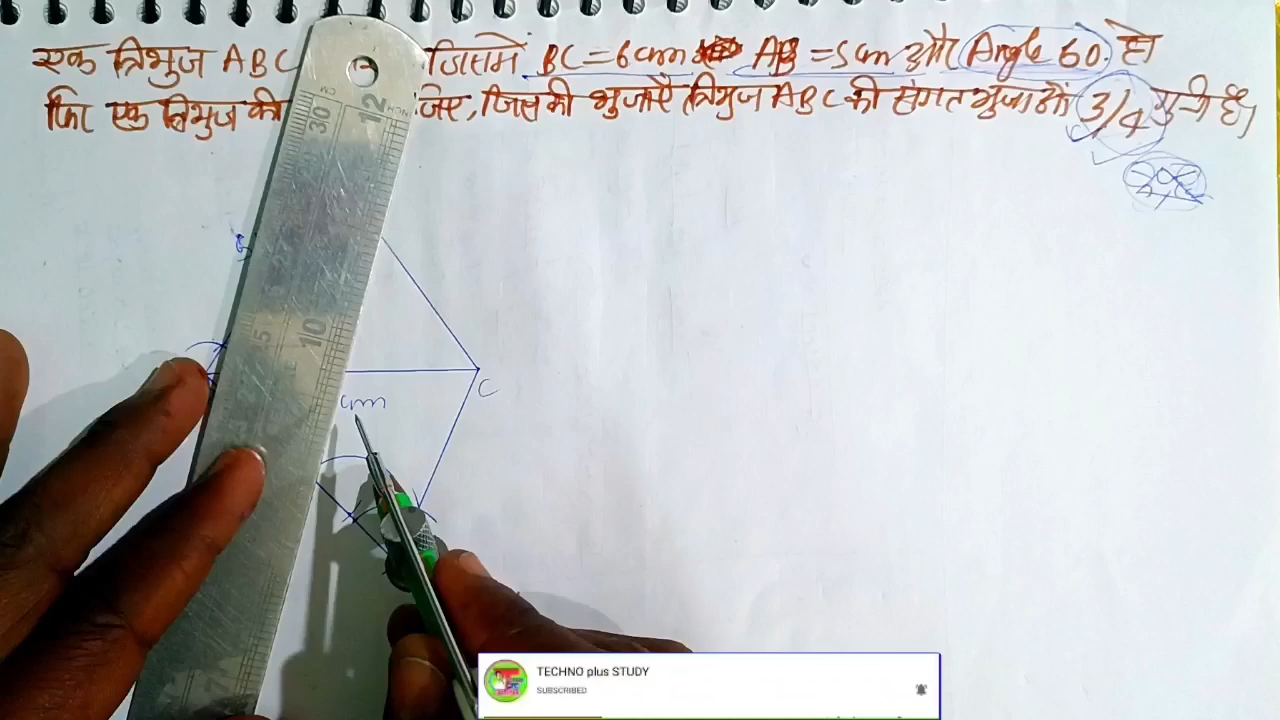 एक त्रिभुज ABC जिसमें BC = 6cm AB = 5cm और Angle 60. हो
फिर एक त्रिभुज की जिए, जिसकी भुजाएँ त्रिभुज ABC की संगत भुजाओं की 3/4 गुनी है।
C
cm
TECHNO plus STUDY
SUBSCRIBED